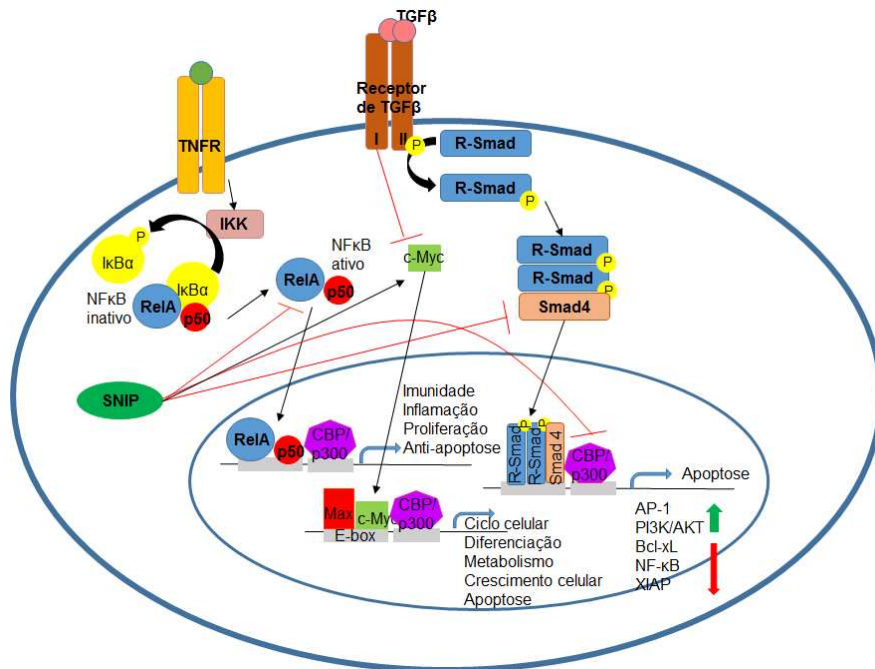 TGFβ
Receptor
de TGFβ
I
II
P
R-Smad
R-Smad
P
TNFR
IKK
P
IκBα
IκBα
NFκB
inativo
RelA
p50
NFκB
ativo
RelA
p50
c-Myc
R-Smad
P
R-Smad
P
Smad4
SNIP
RelA
p50
CBP/
p300
Imunidade
Inflamação
Proliferação
Anti-apoptose
P
P
R-Smad
R-Smad
Smad 4
CBP/
p300
Apoptose
Max
c-Myc
CBP/
p300
E-box
Ciclo celular
Diferenciação
Metabolismo
Crescimento celular
Apoptose
AP-1
PI3K/AKT
Bcl-xL
NF-κB
XIAP